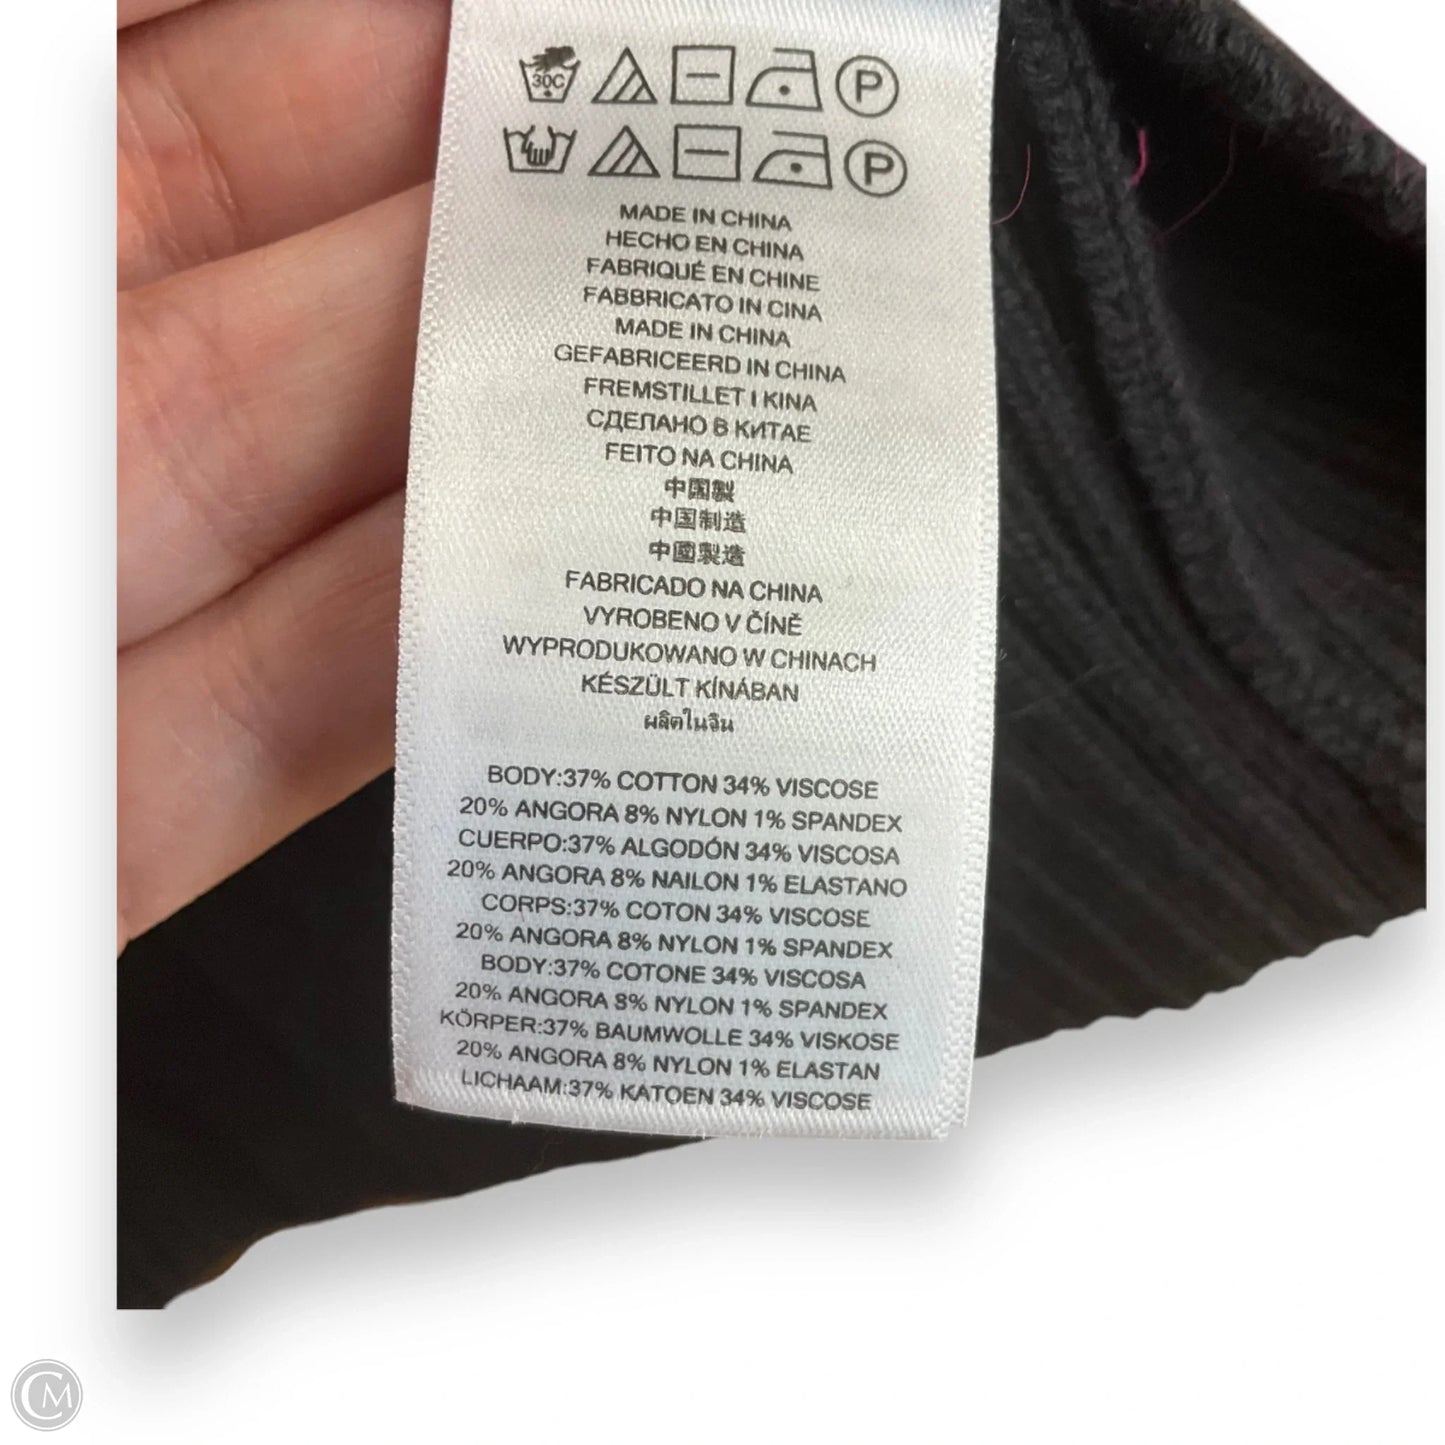 30C P
P
MADE IN CHINA
HECHO EN CHINA
FABRIQUÉ EN CHINE
FABBRICATO IN CINA
MADE IN CHINA
GEFABRICEERD IN CHINA
FREMSTILLET I KINA
СДЕЛАНО В КИТАЕ
FEITO NA CHINA
中国製
中国制造
中國製造
FABRICADO NA CHINA
VYROBENO V ČÍNĚ
WYPRODUKOWANO W CHINACH
KÉSZÜLT KÍNÁBAN
ผลิตในจีน
BODY:37% COTTON 34% VISCOSE
20% ANGORA 8% NYLON 1% SPANDEX
CUERPO:37% ALGODÓN 34% VISCOSA
20% ANGORA 8% NAILON 1% ELASTANO
CORPS:37% COTON 34% VISCOSE
20% ANGORA 8% NYLON 1% SPANDEX
BODY:37% COTONE 34% VISCOSA
20% ANGORA 8% NYLON 1% SPANDEX
KÖRPER:37% BAUMWOLLE 34% VISKOSE
20% ANGORA 8% NYLON 1% ELASTAN
LICHAAM:37% KATOEN 34% VISCOSE
CM